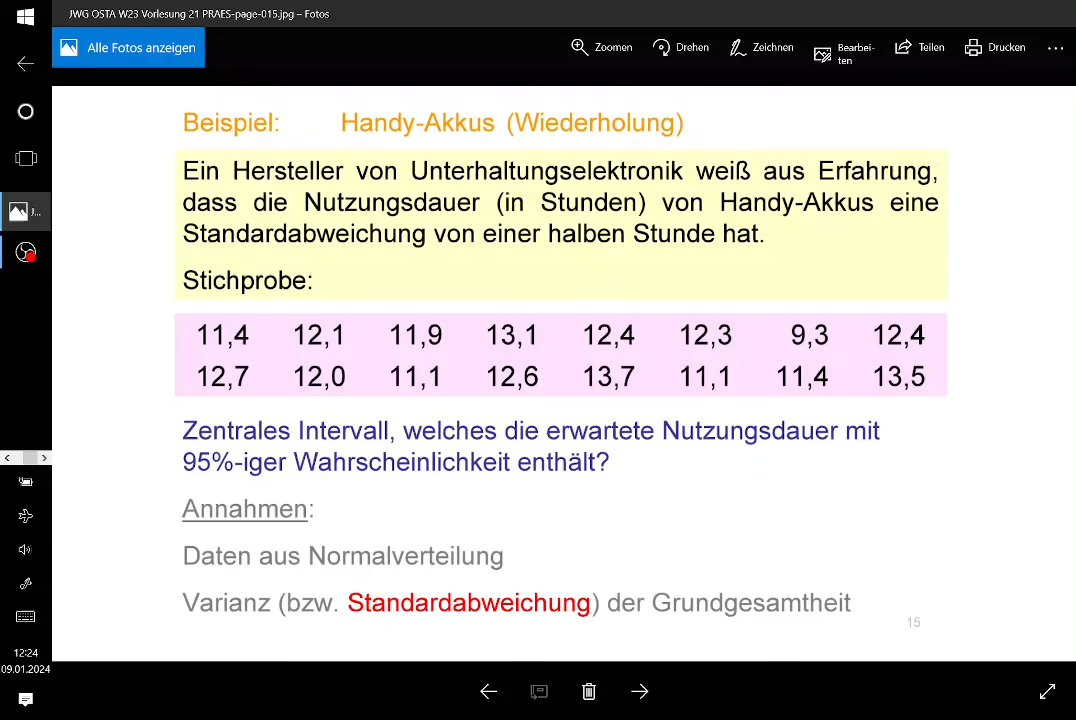 JWG OSTA W23 Vorlesung 21 PRAES-page-015.jpg – Fotos
Alle Fotos anzeigen
Zoomen
Drehen
Zeichnen
Bearbei-
ten
Teilen
Drucken
Beispiel: Handy-Akkus (Wiederholung)
Ein Hersteller von Unterhaltungselektronik weiß aus Erfahrung,
dass die Nutzungsdauer (in Stunden) von Handy-Akkus eine
Standardabweichung von einer halben Stunde hat.
Stichprobe:
11,4 12,1 11,9 13,1 12,4 12,3 9,3 12,4
12,7 12,0 11,1 12,6 13,7 11,1 11,4 13,5
Zentrales Intervall, welches die erwartete Nutzungsdauer mit
95%-iger Wahrscheinlichkeit enthält?
Annahmen:
Daten aus Normalverteilung
Varianz (bzw. Standardabweichung) der Grundgesamtheit
15
J...
12:24
09.01.2024